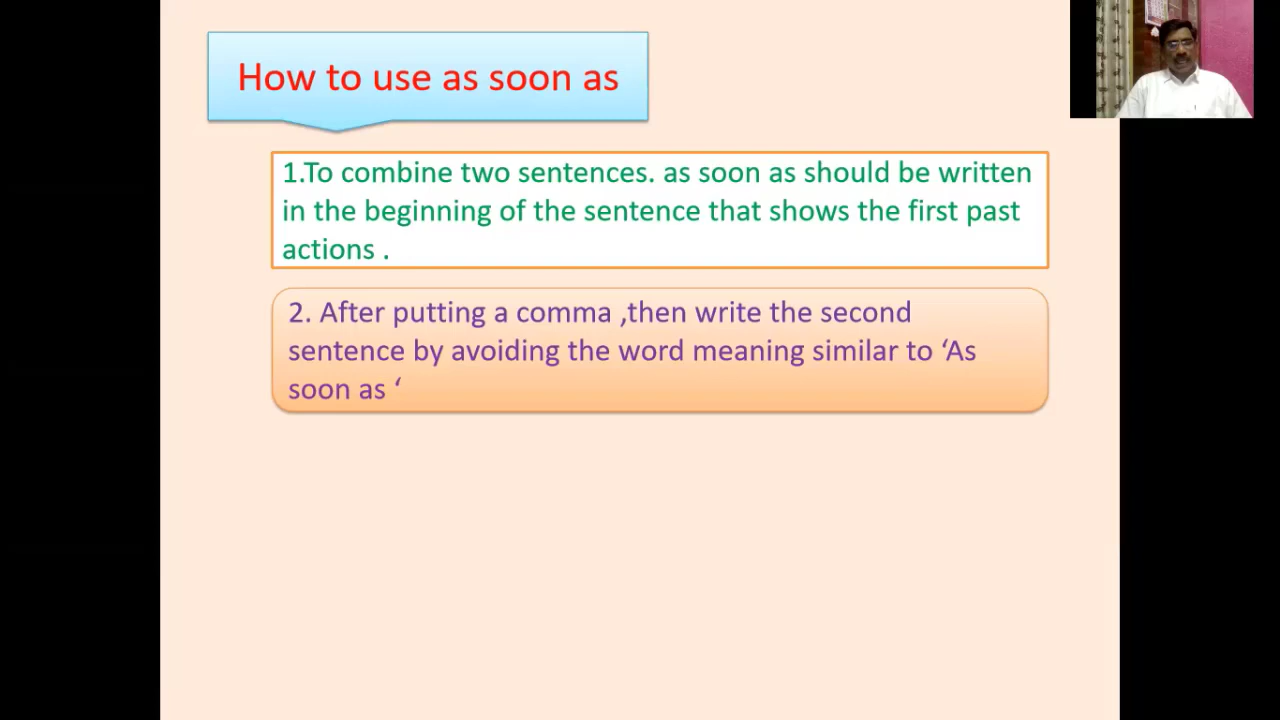 How to use as soon as
1.To combine two sentences. as soon as should be written
in the beginning of the sentence that shows the first past
actions .
2. After putting a comma ,then write the second
sentence by avoiding the word meaning similar to ‘As
soon as ‘